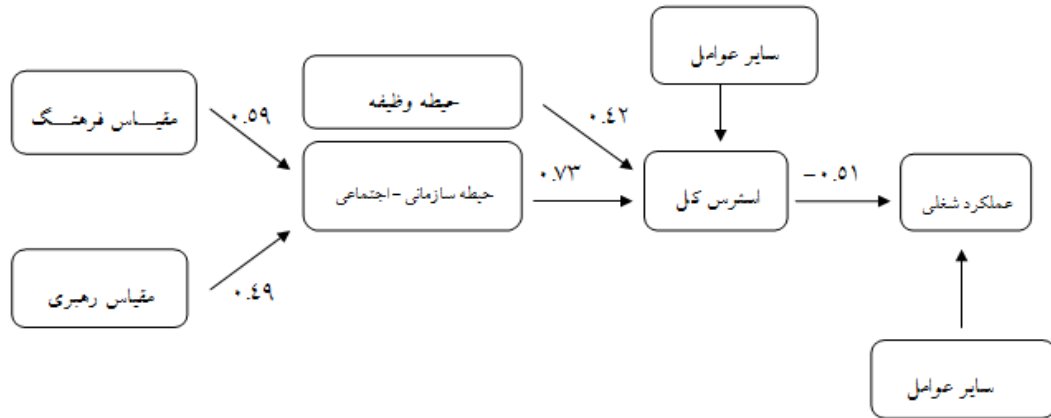 سایر عوامل
مقیاس فرهنگ
۰.۵۹
حیطه وظیفه
۰.۴۲
حیطه سازمانی - اجتماعی
۰.۷۳
استرس کل
-۰.۵۱
عملکرد شغلی
مقیاس رهبری
۰.۴۹
سایر عوامل